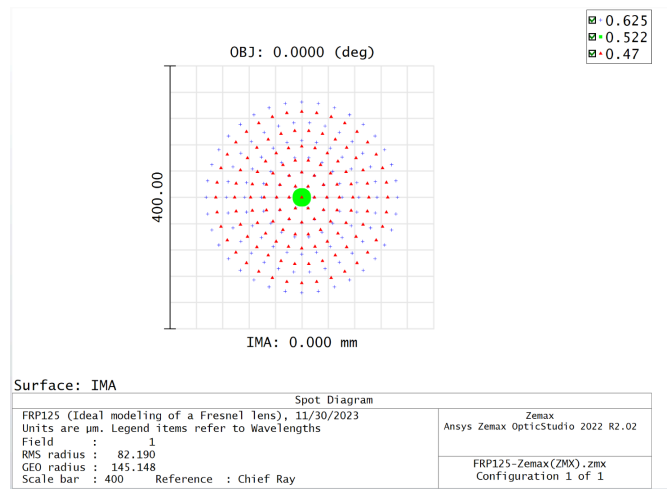 0.625
0.522
0.47
OBJ: 0.0000 (deg)
400.00
IMA: 0.000 mm
Surface: IMA
Spot Diagram
FRP125 (Ideal modeling of a Fresnel lens), 11/30/2023
Units are µm. Legend items refer to Wavelengths
Field : 1
RMS radius : 82.190
GEO radius : 145.148
Scale bar : 400 Reference : Chief Ray
Zemax
Ansys Zemax OpticStudio 2022 R2.02
FRP125-Zemax(ZMX).zmx
Configuration 1 of 1